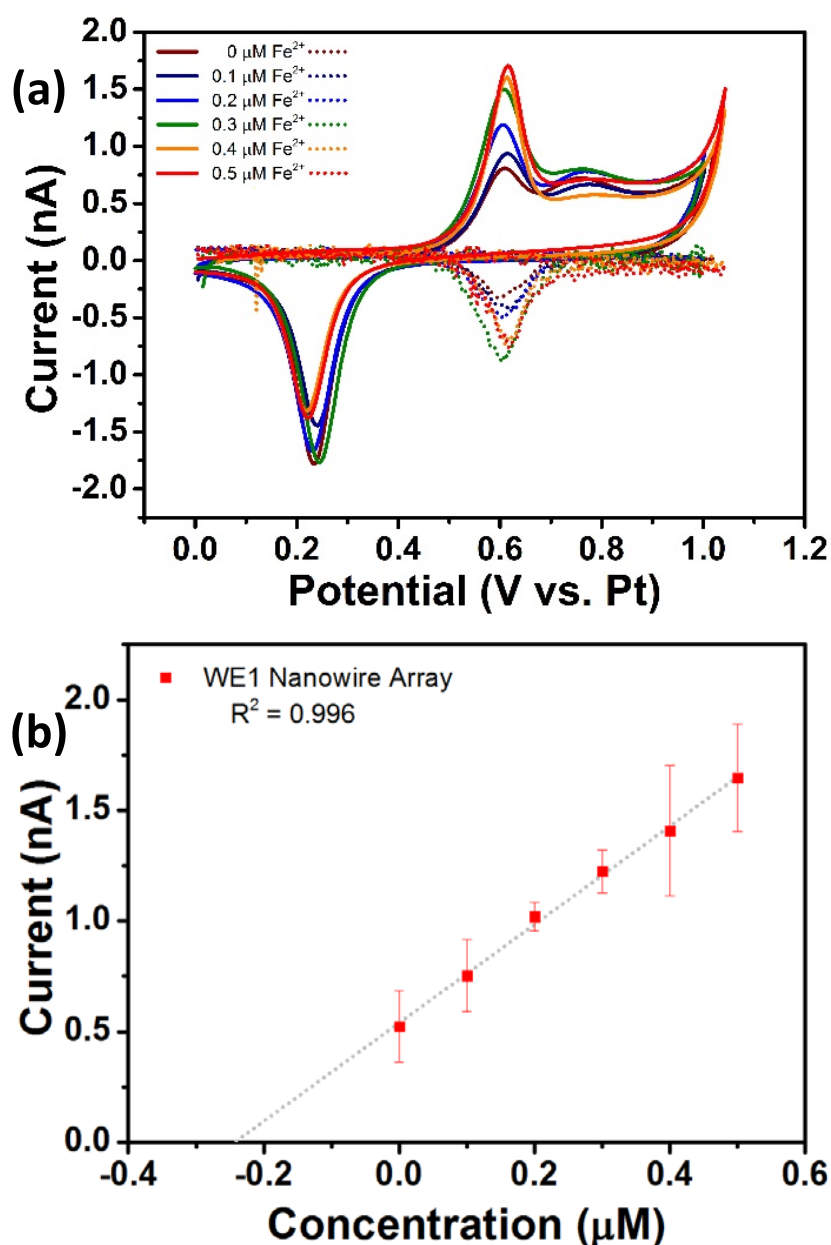 (a)
0 μM Fe²⁺
0.1 μM Fe²⁺
0.2 μM Fe²⁺
0.3 μM Fe²⁺
0.4 μM Fe²⁺
0.5 μM Fe²⁺
2.0
1.5
1.0
0.5
0.0
-0.5
-1.0
-1.5
-2.0
Current (nA)
0.0 0.2 0.4 0.6 0.8 1.0 1.2
Potential (V vs. Pt)
(b)
WE1 Nanowire Array
R² = 0.996
2.0
1.5
1.0
0.5
0.0
Current (nA)
-0.4 -0.2 0.0 0.2 0.4 0.6
Concentration (μM)